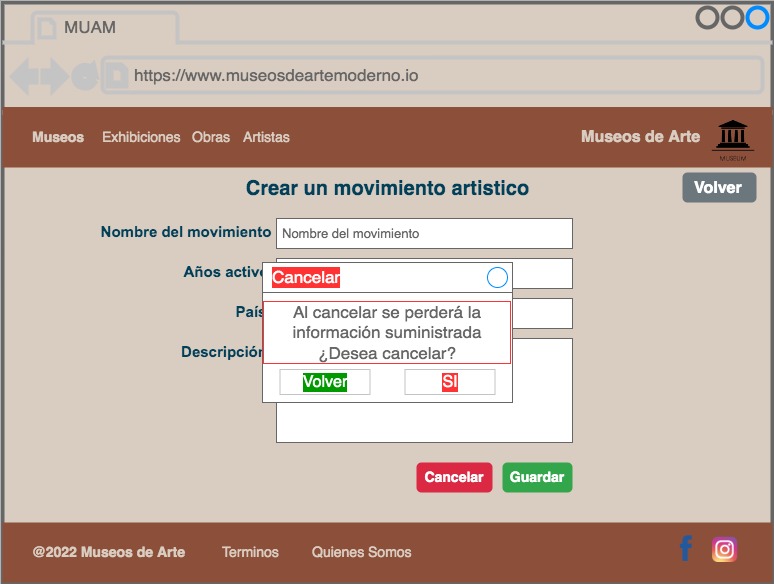 MUAM
https://www.museosdeartemoderno.io
Museos Exhibiciones Obras Artistas Museos de Arte
MUSEUM
Crear un movimiento artistico
Volver
Nombre del movimiento Nombre del movimiento
Años activo
País
Descripción
Cancelar
Al cancelar se perderá la
información suministrada
¿Desea cancelar?
Volver SI
Cancelar Guardar
@2022 Museos de Arte Terminos Quienes Somos